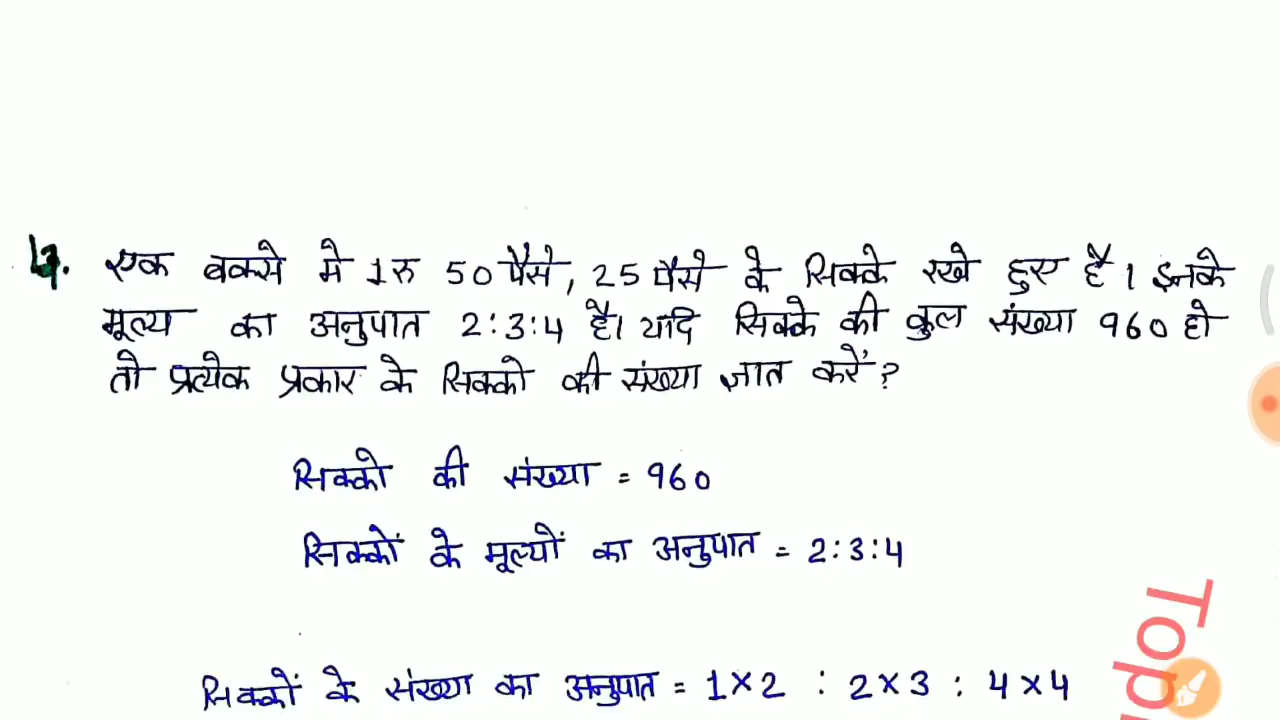 4. एक बक्से मे 1रु 50 पैसे, 25 पैसे के सिक्के रखे हुए है। इनके
मूल्य का अनुपात 2:3:4 है। यदि सिक्के की कुल संख्या 960 हो
तो प्रत्येक प्रकार के सिक्को की संख्या ज्ञात करें?
सिक्को की संख्या = 960
सिक्कों के मूल्यों का अनुपात = 2:3:4
सिक्कों के संख्या का अनुपात = 1×2 : 2×3 : 4×4
Top